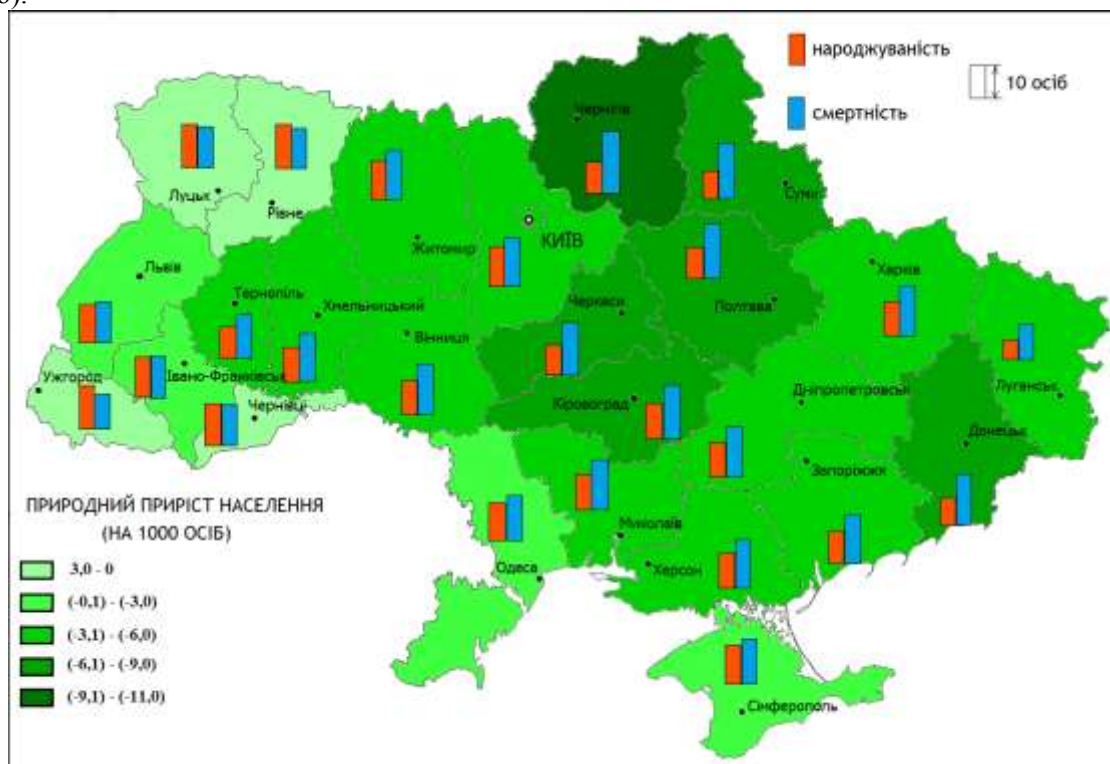 народжуваність
10 осіб
смертність
Чернігів
Суми
Луцьк
Рівне
Житомир
КИЇВ
Львів
Харків
Тернопіль
Хмельницький
Черкаси
Полтава
Вінниця
Ужгород
Івано-Франківськ
Чернівці
Кіровоград
Дніпропетровськ
Луганськ
Донецьк
Запоріжжя
ПРИРОДНИЙ ПРИРІСТ НАСЕЛЕННЯ
(НА 1000 ОСІБ)
Миколаїв
Одеса
Херсон
3,0 - 0
(-0,1) - (-3,0)
(-3,1) - (-6,0)
(-6,1) - (-9,0)
(-9,1) - (-11,0)
Сімферополь